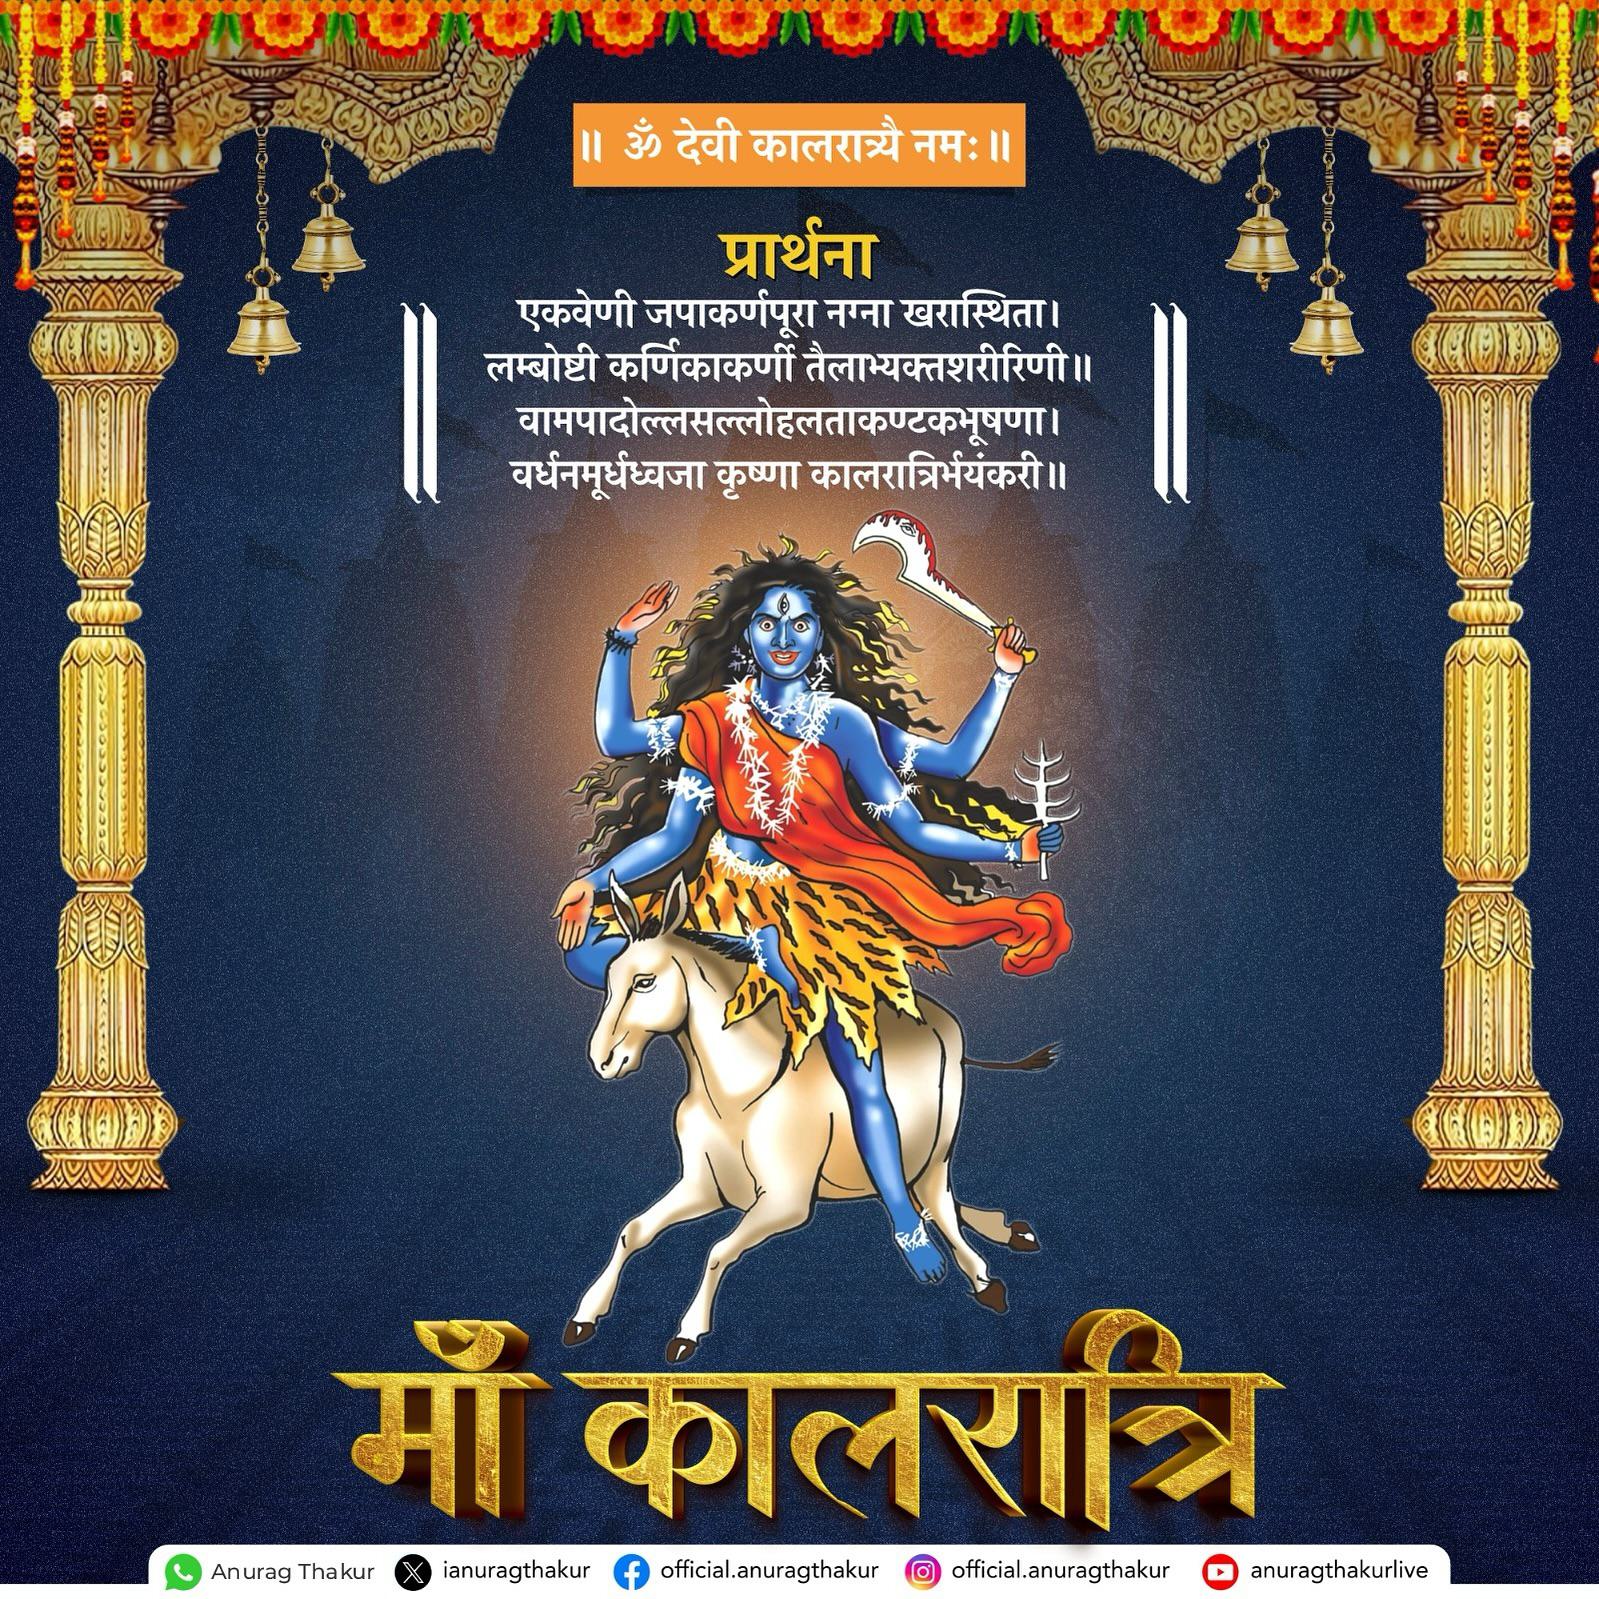 ॥ ॐ देवी कालरात्र्यै नमः॥
प्रार्थना
एकवेणी जपाकर्णपूरा नग्ना खरास्थिता।
लम्बोष्टी कर्णिकाकर्णी तैलाभ्यक्तशरीरिणी॥
वामपादोल्लसल्लोहलताकण्टकभूषणा।
वर्धनमूर्धध्वजा कृष्णा कालरात्रिर्भयंकरी॥
माँ कालरात्रि
Anurag Thakur ianuragthakur official.anuragthakur official.anuragthakur anuragthakurlive